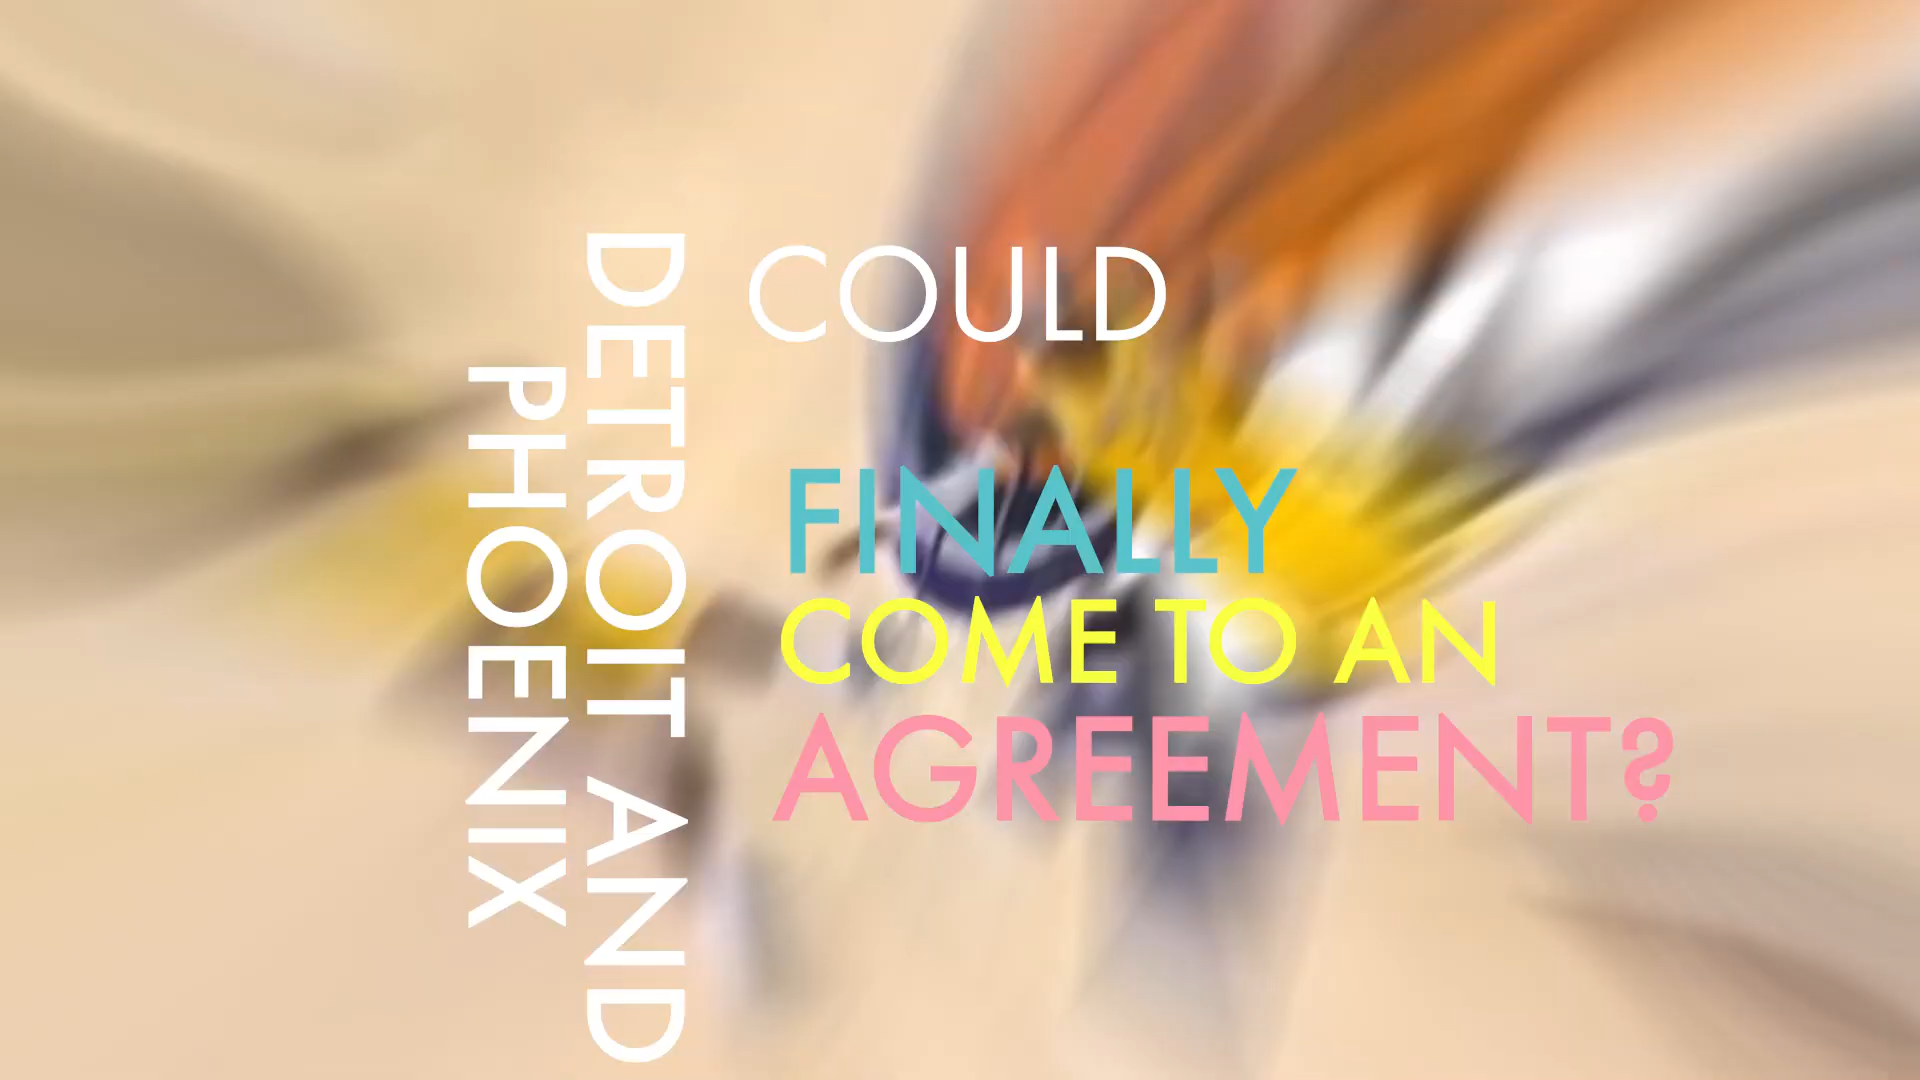 COULD
DETROIT AND
PHOENIX
FINALLY
COME TO AN
AGREEMENT?